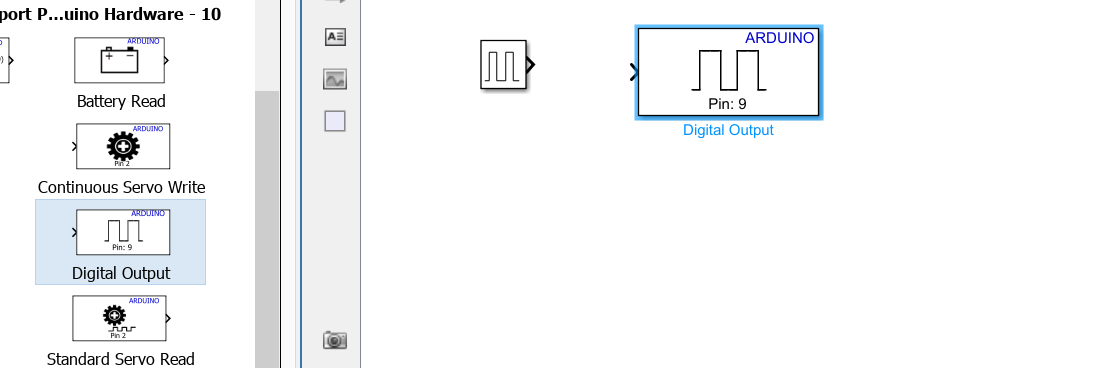 port P...uino Hardware - 10
ARDUINO
Battery Read
ARDUINO
Pin 2
Continuous Servo Write
ARDUINO
Pin: 9
Digital Output
ARDUINO
Pin 2
Standard Servo Read
A
ARDUINO
Pin: 9
Digital Output